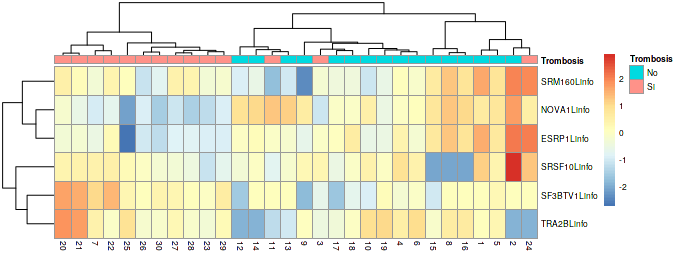 Trombosis
SRM160Linfo
NOVA1Linfo
ESRP1Linfo
SRSF10Linfo
SF3BTV1Linfo
TRA2BLinfo
20 21 7 22 25 26 30 27 28 23 29 12 14 11 13 9 3 17 18 10 19 4 6 15 8 16 1 5 2 24
2
1
0
-1
-2
Trombosis
No
Si